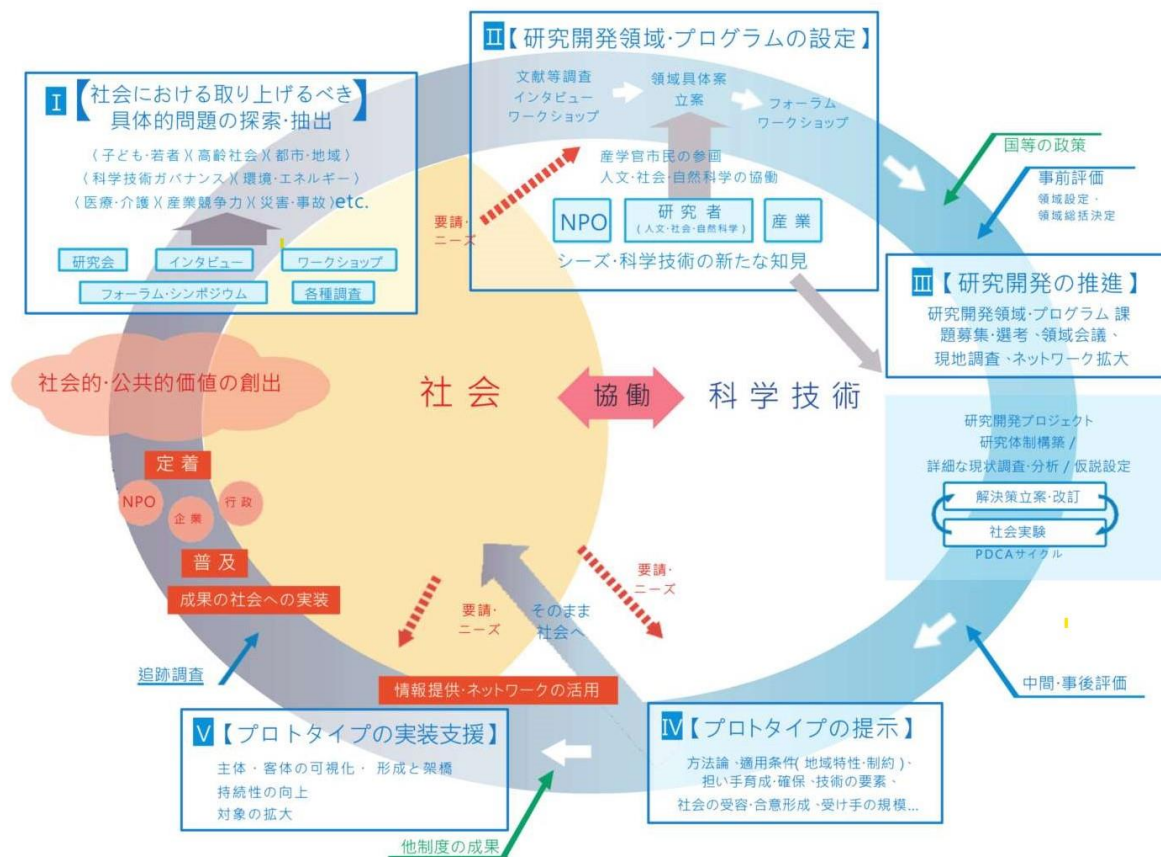 I【社会における取り上げるべき】
具体的問題の探索･抽出
〈子ども･若者〉〈高齢社会〉〈都市･地域〉
〈科学技術ガバナンス〉〈環境･エネルギー〉
〈医療･介護〉〈産業競争力〉〈災害･事故〉etc.
研究会
インタビュー
ワークショップ
フォーラム･シンポジウム
各種調査
II【研究開発領域･プログラムの設定】
文献等調査
インタビュー
ワークショップ
領域具体案
立案
フォーラム
ワークショップ
産学官市民の参画
人文･社会･自然科学の協働
NPO
研究者
(人文･社会･自然科学)
産業
シーズ･科学技術の新たな知見
要請･
ニーズ
国等の政策
事前評価
領域設定・
領域総括決定
III【研究開発の推進】
研究開発領域･プログラム 課
題募集･選考､領域会議､
現地調査､ネットワーク拡大
研究開発プロジェクト
研究体制構築 /
詳細な現状調査･分析 / 仮説設定
解決策立案･改訂
社会実験
PDCAサイクル
社会的･公共的価値の創出
社会
協働
科学技術
定着
NPO
企業
行政
普及
成果の社会への実装
追跡調査
要請･
ニーズ
そのまま
社会へ
要請･
ニーズ
中間･事後評価
情報提供･ネットワークの活用
IV【プロトタイプの提示】
方法論､適用条件(地域特性･制約)､
担い手育成･確保､技術の要素､
社会の受容･合意形成､受け手の規模...
V【プロトタイプの実装支援】
主体・客体の可視化・ 形成と架橋
持続性の向上
対象の拡大
他制度の成果